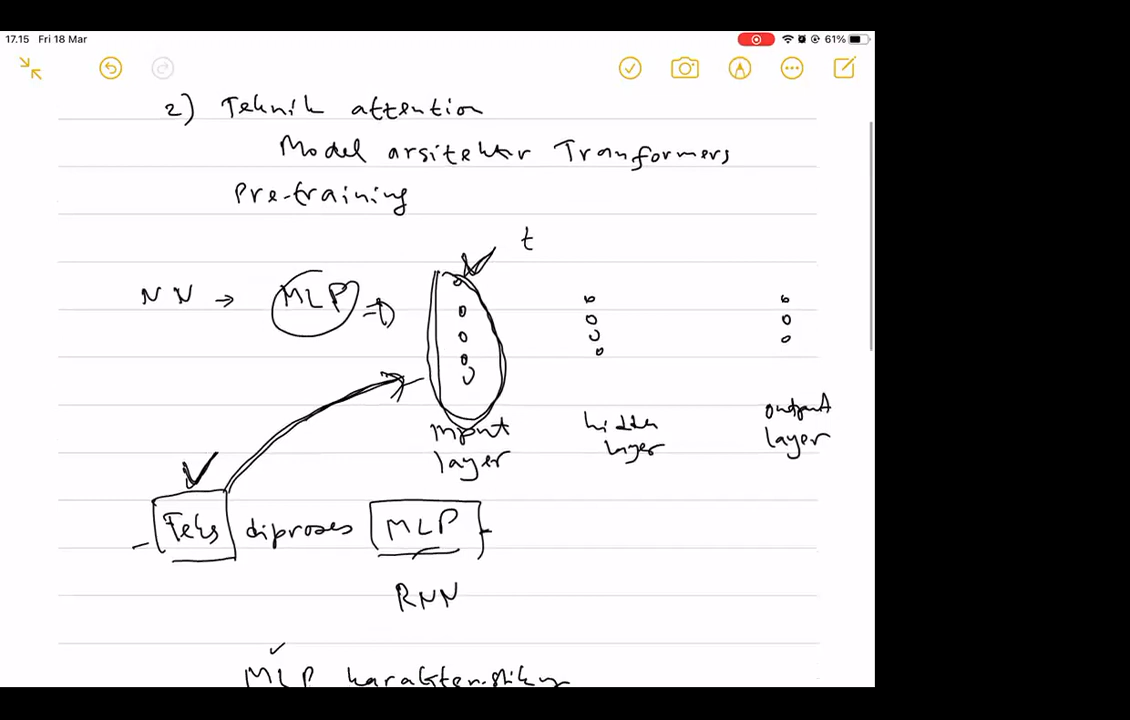 17.15 Fri 18 Mar
61%
2) Teknik attention
Model arsitektur Tranformers
Pre-training
t
NN → MLP ⇒
input layer
hidden layer
output layer
Teks diproses MLP
RNN
MLP karakteristiknya